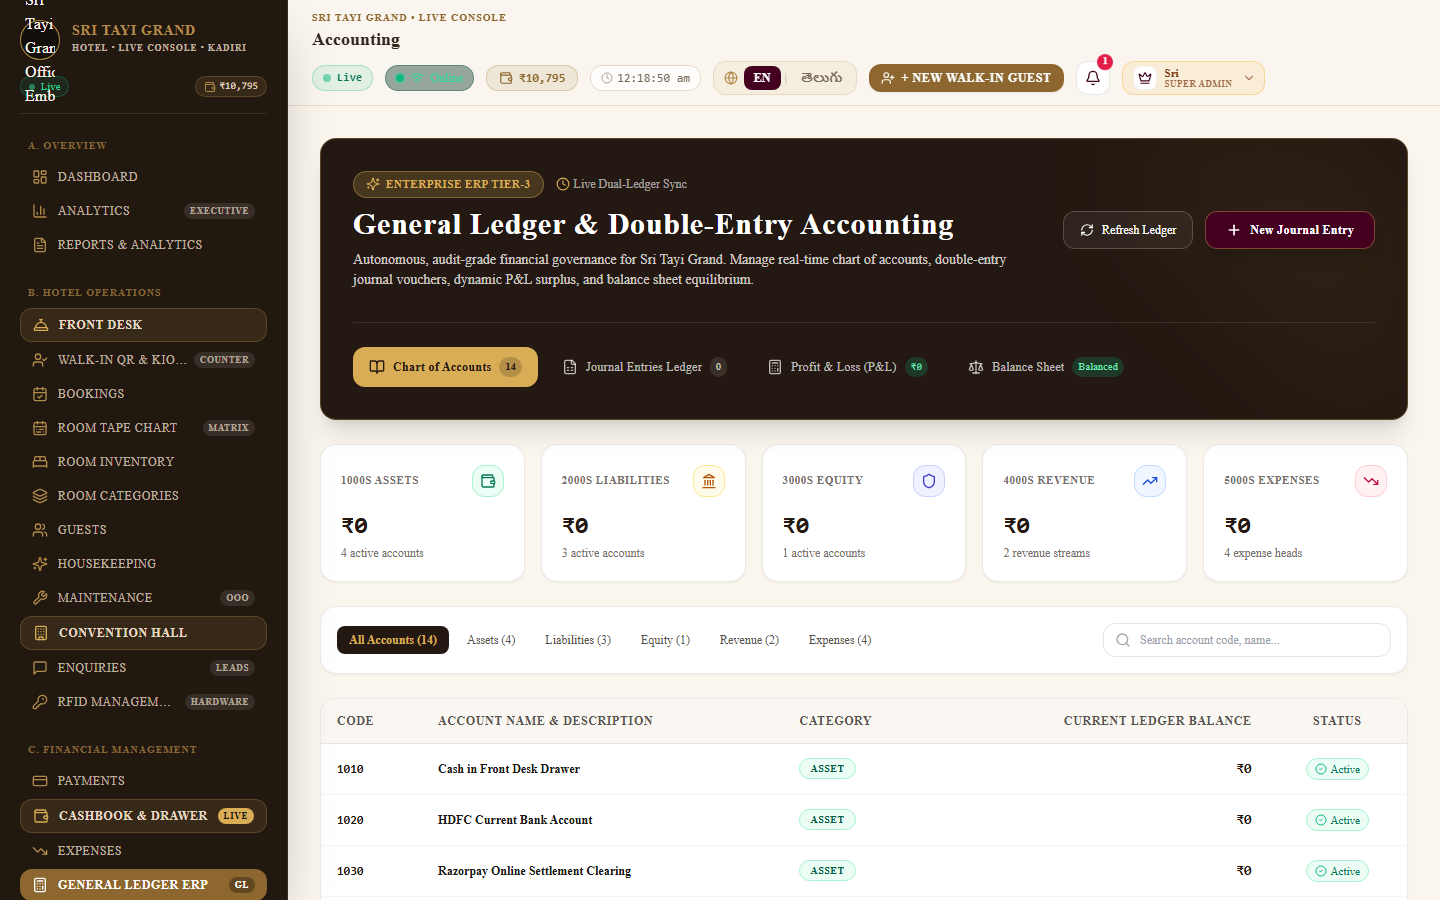 Sri
Tayi
Gran
Offic
Emb
SRI TAYI GRAND
HOTEL • LIVE CONSOLE • KADIRI
Live
₹10,795
A. OVERVIEW
DASHBOARD
ANALYTICS
EXECUTIVE
REPORTS & ANALYTICS
B. HOTEL OPERATIONS
FRONT DESK
WALK-IN QR & KIO...
COUNTER
BOOKINGS
ROOM TAPE CHART
MATRIX
ROOM INVENTORY
ROOM CATEGORIES
GUESTS
HOUSEKEEPING
MAINTENANCE
OOO
CONVENTION HALL
ENQUIRIES
LEADS
RFID MANAGEM...
HARDWARE
C. FINANCIAL MANAGEMENT
PAYMENTS
CASHBOOK & DRAWER
LIVE
EXPENSES
GENERAL LEDGER ERP
GL
SRI TAYI GRAND • LIVE CONSOLE
Accounting
Live
₹10,795
12:18:50 am
EN
తెలుగు
+ NEW WALK-IN GUEST
1
Sri
SUPER ADMIN
ENTERPRISE ERP TIER-3
Live Dual-Ledger Sync
General Ledger & Double-Entry Accounting
Autonomous, audit-grade financial governance for Sri Tayi Grand. Manage real-time chart of accounts, double-entry
journal vouchers, dynamic P&L surplus, and balance sheet equilibrium.
Refresh Ledger
New Journal Entry
Chart of Accounts 14
Journal Entries Ledger 0
Profit & Loss (P&L) ₹0
Balance Sheet Balanced
1000S ASSETS
₹0
4 active accounts
2000S LIABILITIES
₹0
3 active accounts
3000S EQUITY
₹0
1 active accounts
4000S REVENUE
₹0
2 revenue streams
5000S EXPENSES
₹0
4 expense heads
All Accounts (14)
Assets (4)
Liabilities (3)
Equity (1)
Revenue (2)
Expenses (4)
Search account code, name...
CODE ACCOUNT NAME & DESCRIPTION CATEGORY CURRENT LEDGER BALANCE STATUS
1010 Cash in Front Desk Drawer ASSET ₹0 Active
1020 HDFC Current Bank Account ASSET ₹0 Active
1030 Razorpay Online Settlement Clearing ASSET ₹0 Active